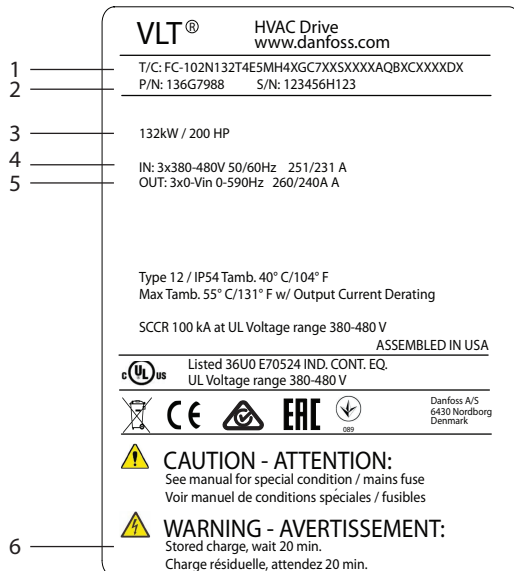 VLT® HVAC Drive
www.danfoss.com
1 T/C: FC-102N132T4E5MH4XGC7XXSXXXXAQBXCXXXXDX
2 P/N: 136G7988 S/N: 123456H123
3 132kW / 200 HP
4 IN: 3x380-480V 50/60Hz 251/231 A
5 OUT: 3x0-Vin 0-590Hz 260/240A A
Type 12 / IP54 Tamb. 40° C/104° F
Max Tamb. 55° C/131° F w/ Output Current Derating
SCCR 100 kA at UL Voltage range 380-480 V
ASSEMBLED IN USA
c UL us Listed 36U0 E70524 IND. CONT. EQ.
UL Voltage range 380-480 V
CE EAC 089
Danfoss A/S
6430 Nordborg
Denmark
CAUTION - ATTENTION:
See manual for special condition / mains fuse
Voir manuel de conditions spéciales / fusibles
WARNING - AVERTISSEMENT:
6 Stored charge, wait 20 min.
Charge résiduelle, attendez 20 min.